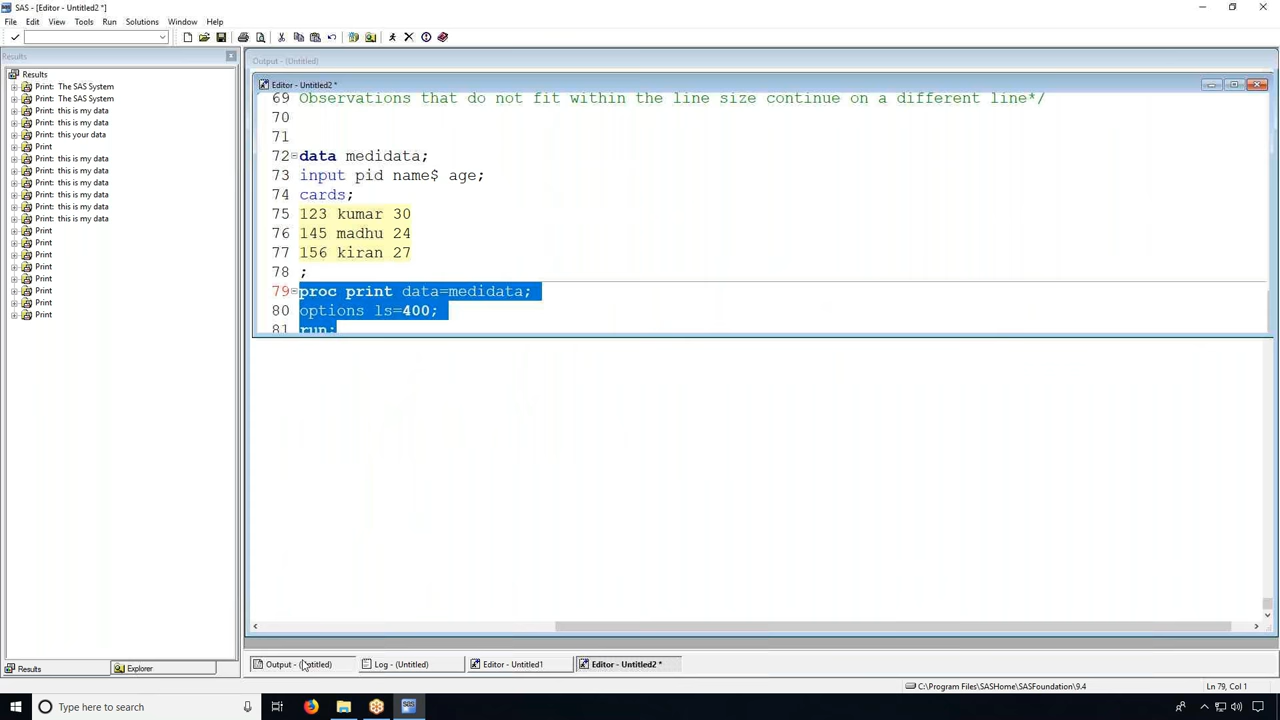 SAS - [Editor - Untitled2 *]
File Edit View Tools Run Solutions Window Help
Results
Output - (Untitled)
Results
Print: The SAS System
Print: The SAS System
Print: this is my data
Print: this is my data
Print: this your data
Print
Print: this is my data
Print: this is my data
Print: this is my data
Print: this is my data
Print: this is my data
Print: this is my data
Print
Print
Print
Print
Print
Print
Print
Print
Editor - Untitled2 *
69 Observations that do not fit within the line size continue on a different line*/
70
71
72 data medidata;
73 input pid name$ age;
74 cards;
75 123 kumar 30
76 145 madhu 24
77 156 kiran 27
78 ;
79 proc print data=medidata;
80 options ls=400;
81 run;
Results Explorer
Output - (Untitled) Log - (Untitled) Editor - Untitled1 Editor - Untitled2 *
C:\Program Files\SASHome\SASFoundation\9.4 Ln 79, Col 1
Type here to search